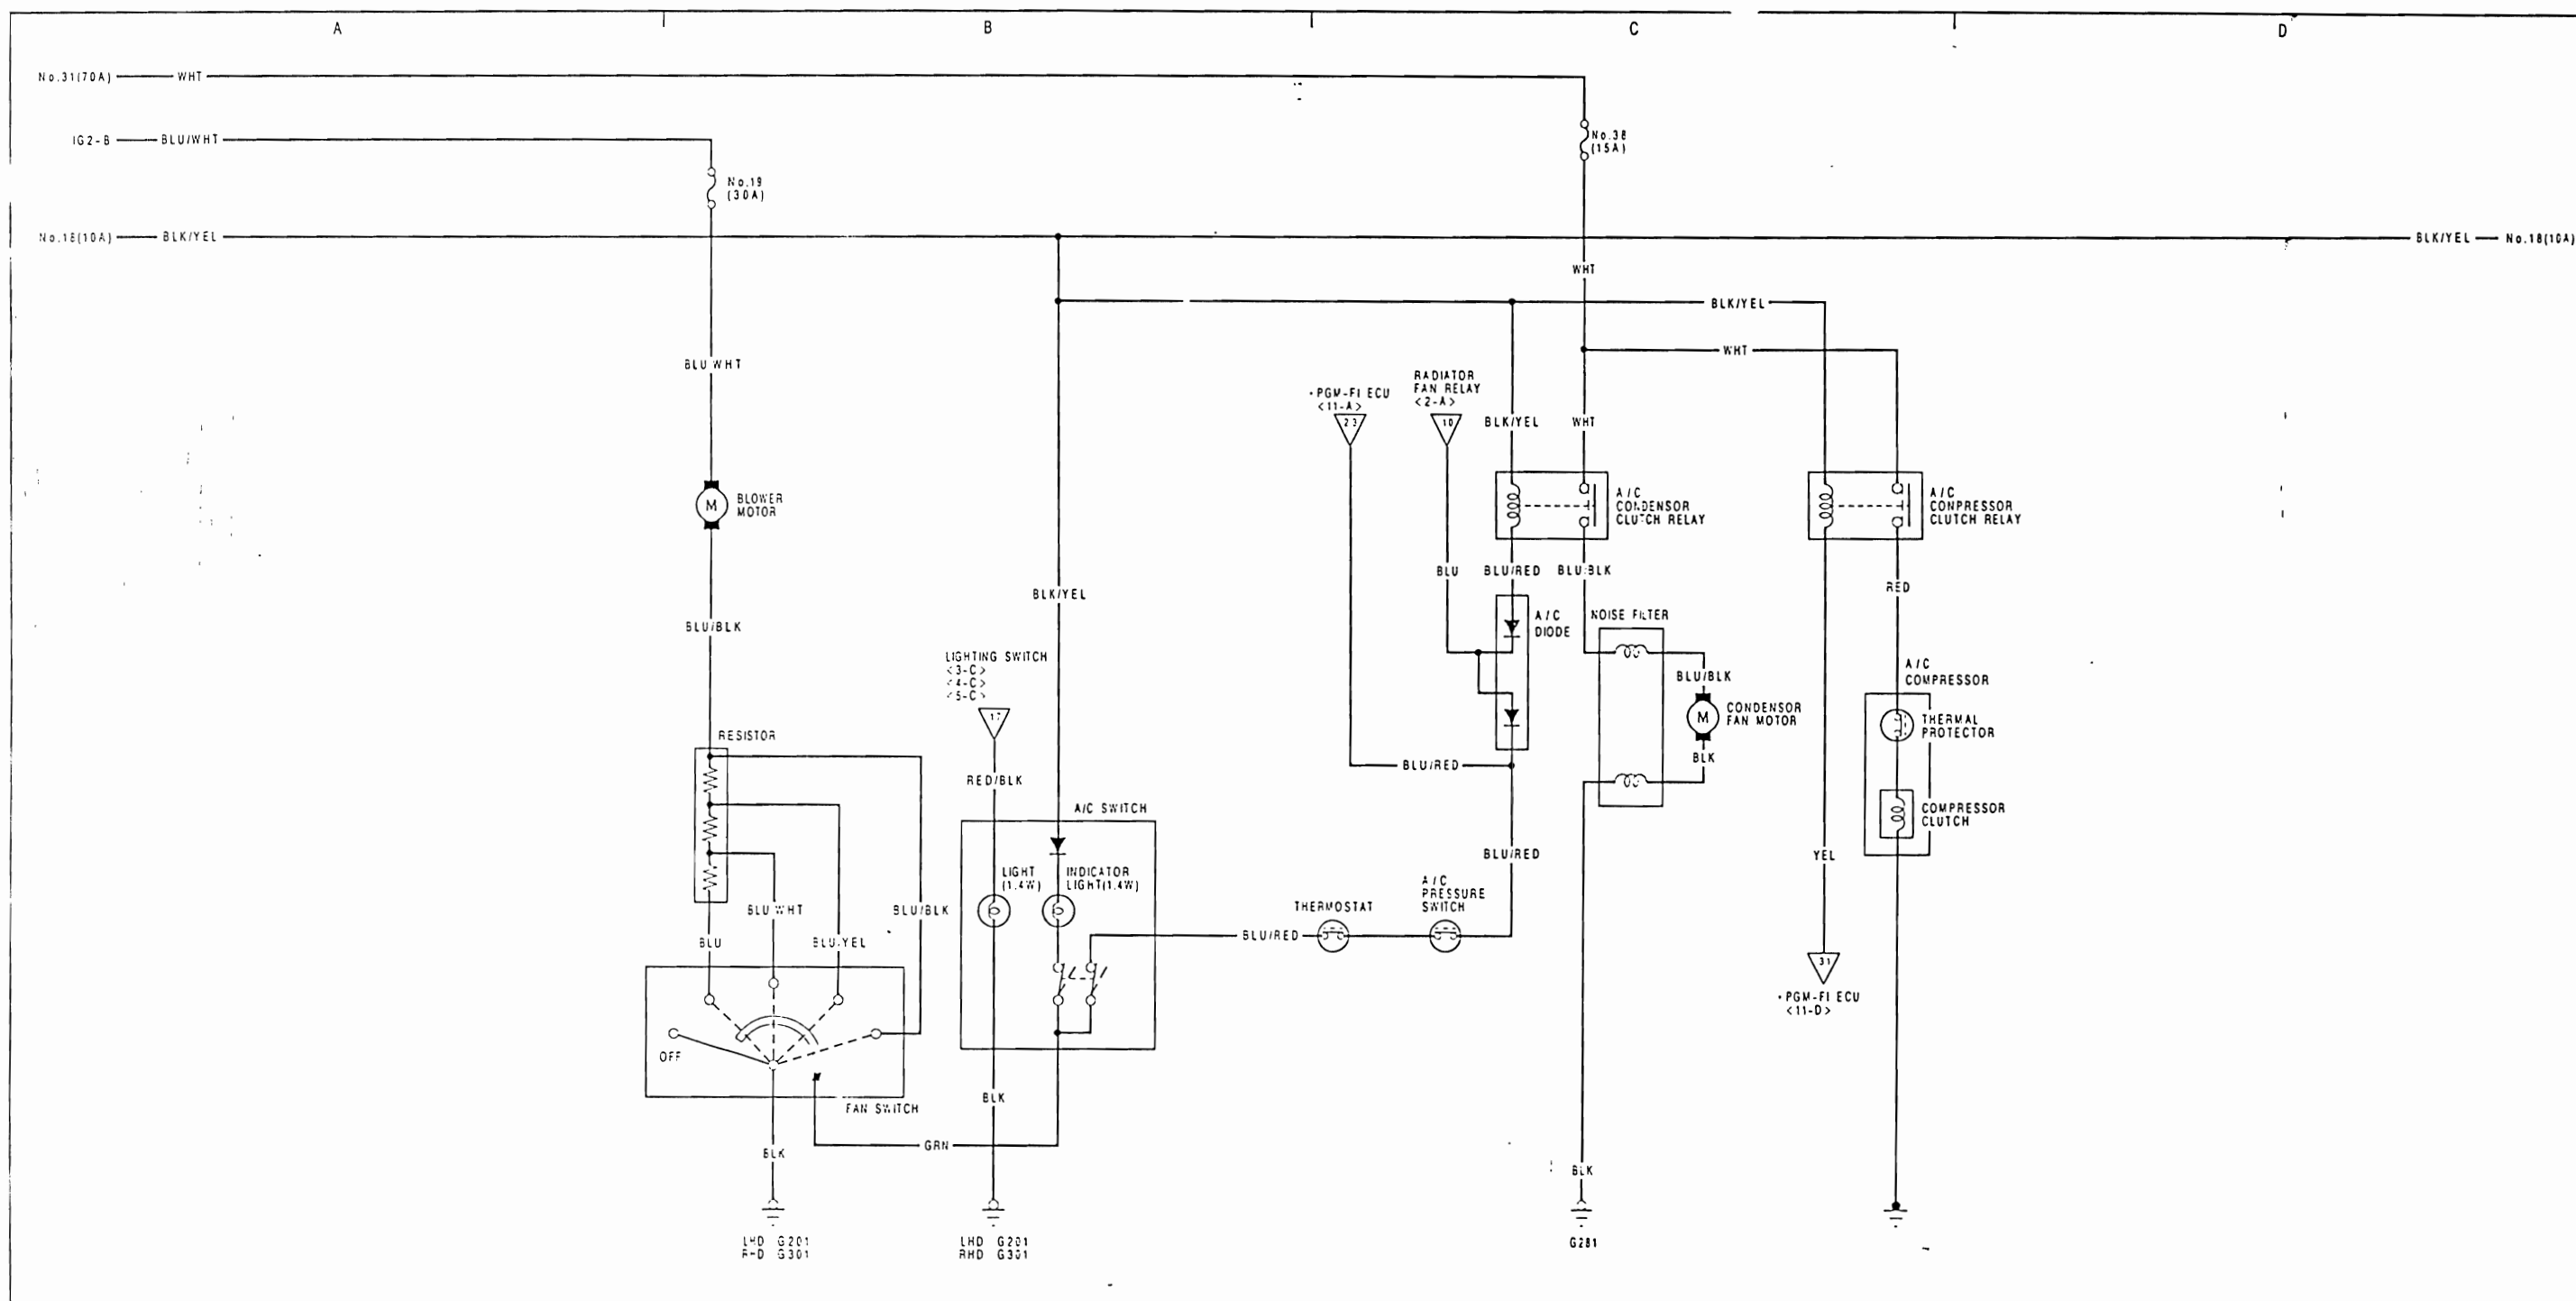 A
B
C
D
No.31(70A)
WHT
IG2-B
BLU/WHT
No.19
(30A)
No.38
(15A)
No.18(10A)
BLK/YEL
BLK/YEL
No.18(10A)
WHT
BLK/YEL
WHT
BLU WHT
RADIATOR
FAN RELAY
<2-A>
10
•PGM-FI ECU
<11-A>
23
BLK/YEL
WHT
BLOWER
MOTOR
M
A/C
CONDENSOR
CLUTCH RELAY
A/C
CONPRESSOR
CLUTCH RELAY
BLU
BLU/RED
BLU/BLK
RED
BLK/YEL
BLU/BLK
A/C
DIODE
NOISE FILTER
LIGHTING SWITCH
<3-C>
<4-C>
<5-C>
17
A/C
COMPRESSOR
BLU/BLK
M
CONDENSOR
FAN MOTOR
THERMAL
PROTECTOR
RESISTOR
BLK
BLU/RED
RED/BLK
A/C SWITCH
COMPRESSOR
CLUTCH
BLU/RED
YEL
LIGHT
(1.4W)
INDICATOR
LIGHT(1.4W)
A/C
PRESSURE
SWITCH
THERMOSTAT
BLU WHT
BLU/BLK
BLU
BLU/YEL
BLU/RED
31
•PGM-FI ECU
<11-D>
OFF
FAN SWITCH
BLK
GRN
BLK
BLK
LHD G201
RHD G301
LHD G201
RHD G301
G281